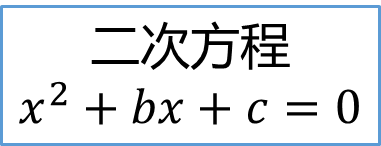 二次方程
x² + bx + c = 0